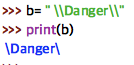 >>> b= " \\Danger\\"
>>> print(b)
 \Danger\